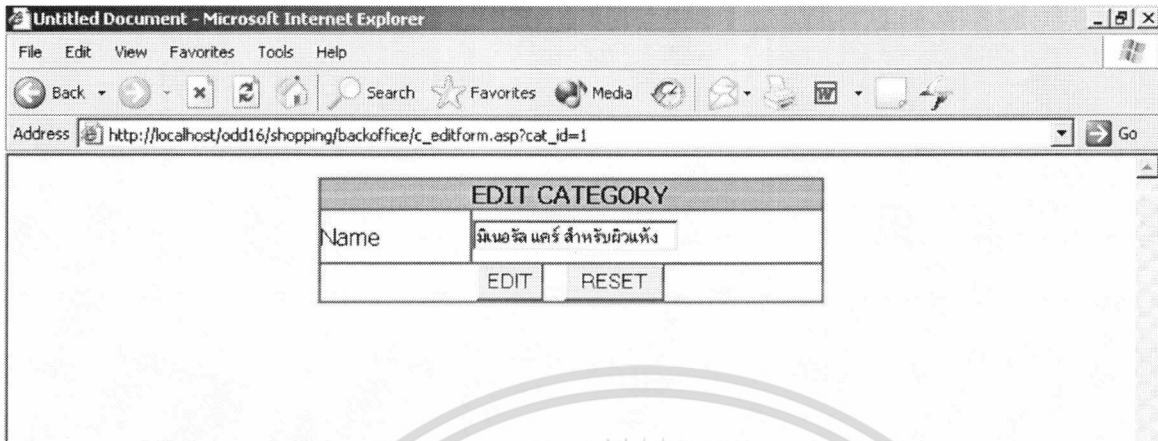 Untitled Document - Microsoft Internet Explorer
File Edit View Favorites Tools Help
Back Search Favorites Media
Address http://localhost/odd16/shopping/backoffice/c_editform.asp?cat_id=1 Go
EDIT CATEGORY
Name มิเนอรัล แคร์ สำหรับผิวแห้ง
EDIT RESET